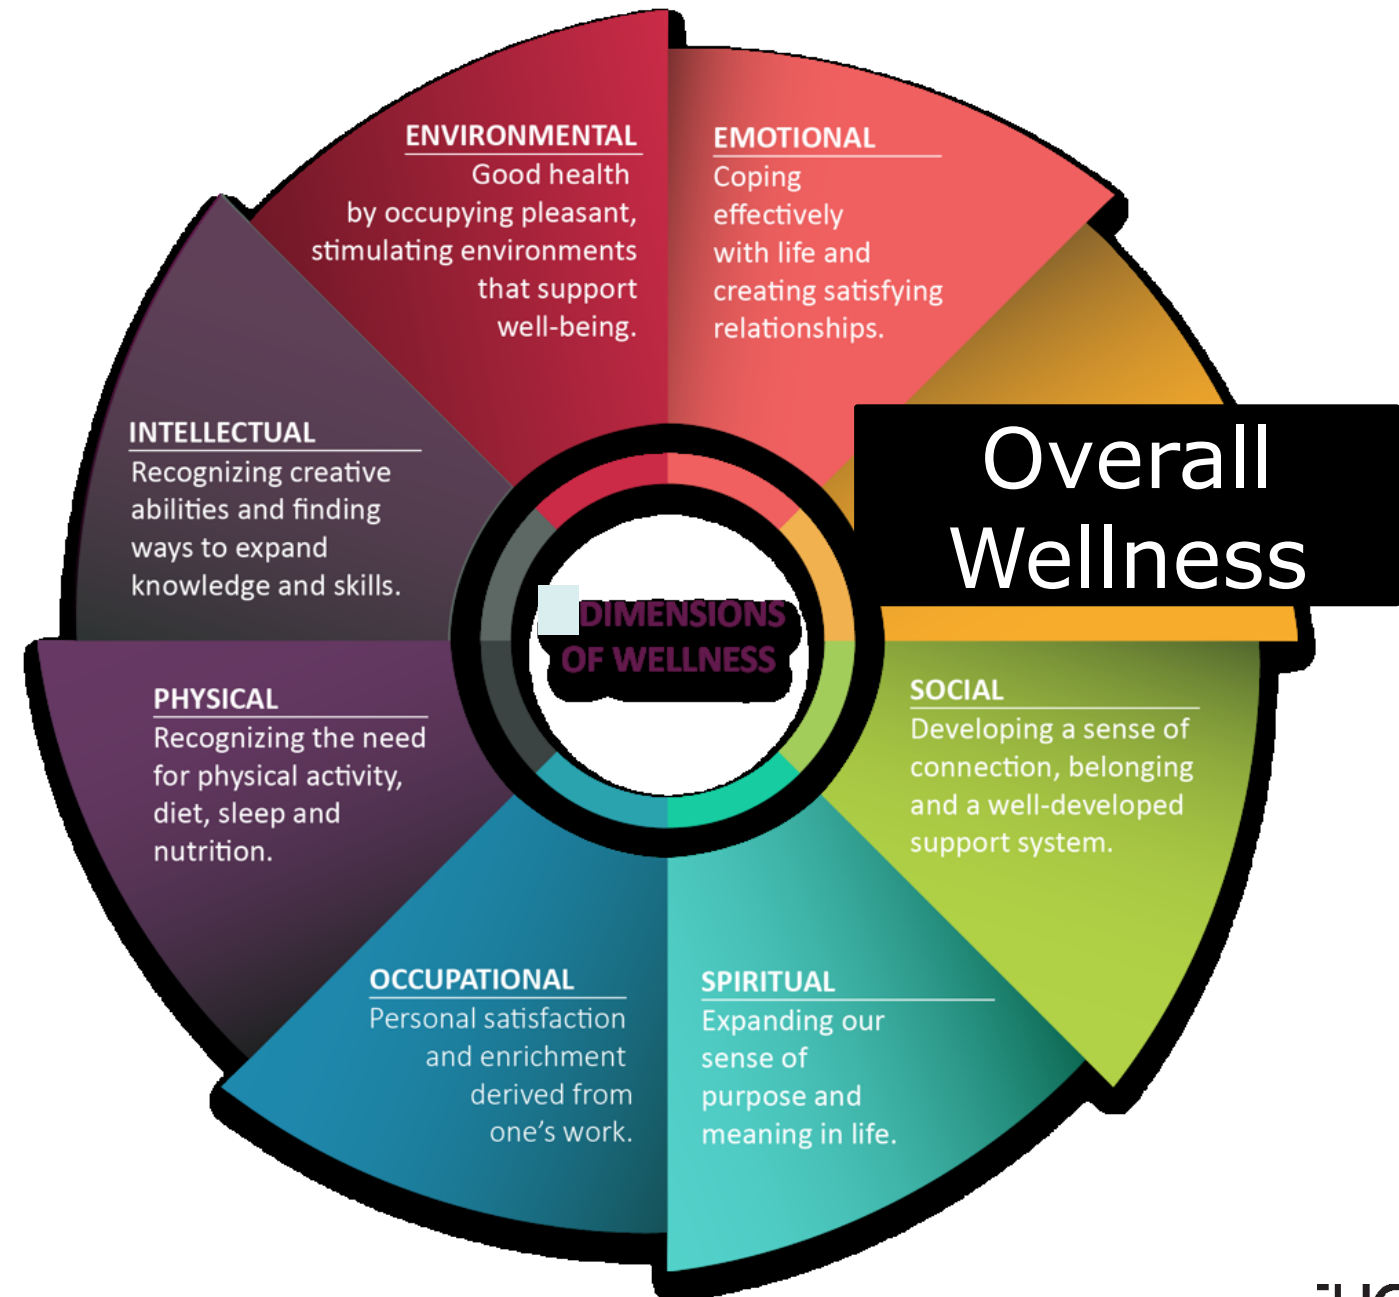 ENVIRONMENTAL
Good health
by occupying pleasant,
stimulating environments
that support
well-being.
EMOTIONAL
Coping
effectively
with life and
creating satisfying
relationships.
Overall
Wellness
INTELLECTUAL
Recognizing creative
abilities and finding
ways to expand
knowledge and skills.
DIMENSIONS
OF WELLNESS
PHYSICAL
Recognizing the need
for physical activity,
diet, sleep and
nutrition.
SOCIAL
Developing a sense of
connection, belonging
and a well-developed
support system.
OCCUPATIONAL
Personal satisfaction
and enrichment
derived from
one's work.
SPIRITUAL
Expanding our
sense of
purpose and
meaning in life.